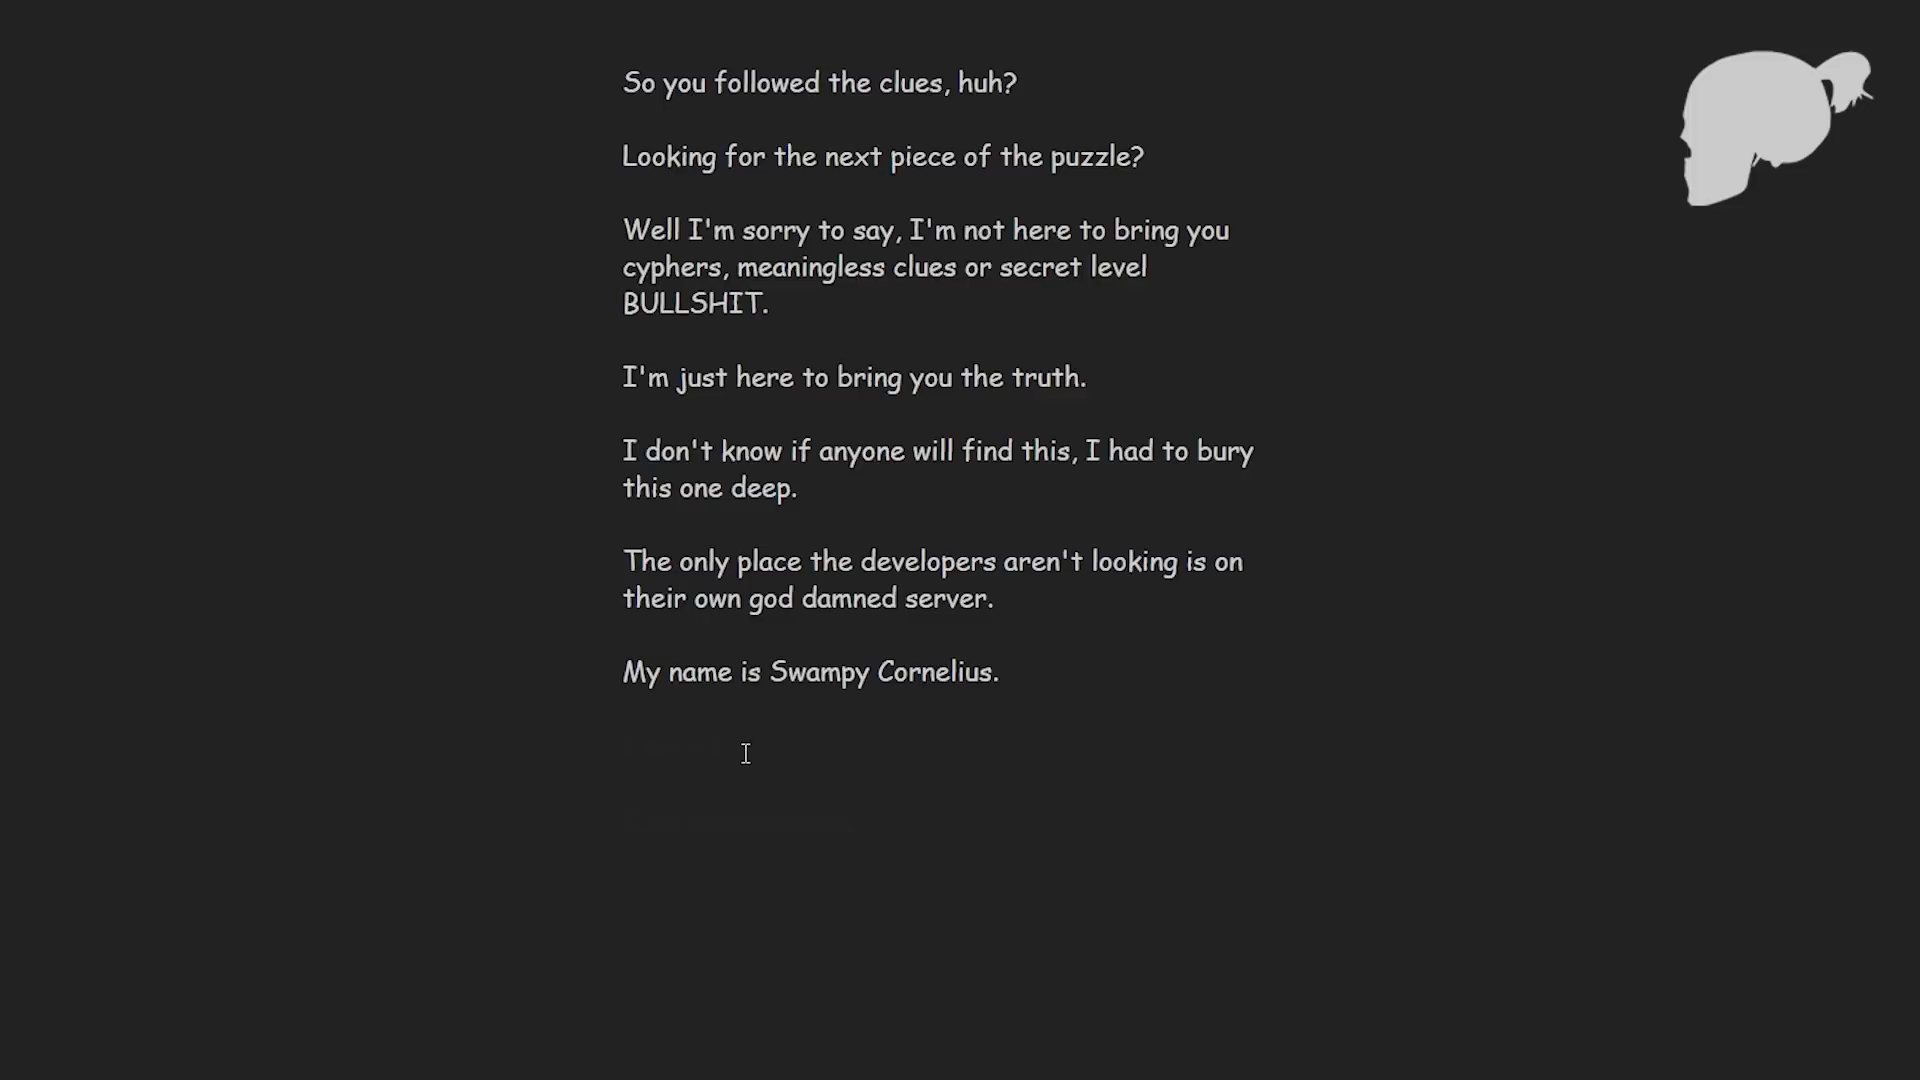 So you followed the clues, huh?
Looking for the next piece of the puzzle?
Well I'm sorry to say, I'm not here to bring you
cyphers, meaningless clues or secret level
BULLSHIT.
I'm just here to bring you the truth.
I don't know if anyone will find this, I had to bury
this one deep.
The only place the developers aren't looking is on
their own god damned server.
My name is Swampy Cornelius.